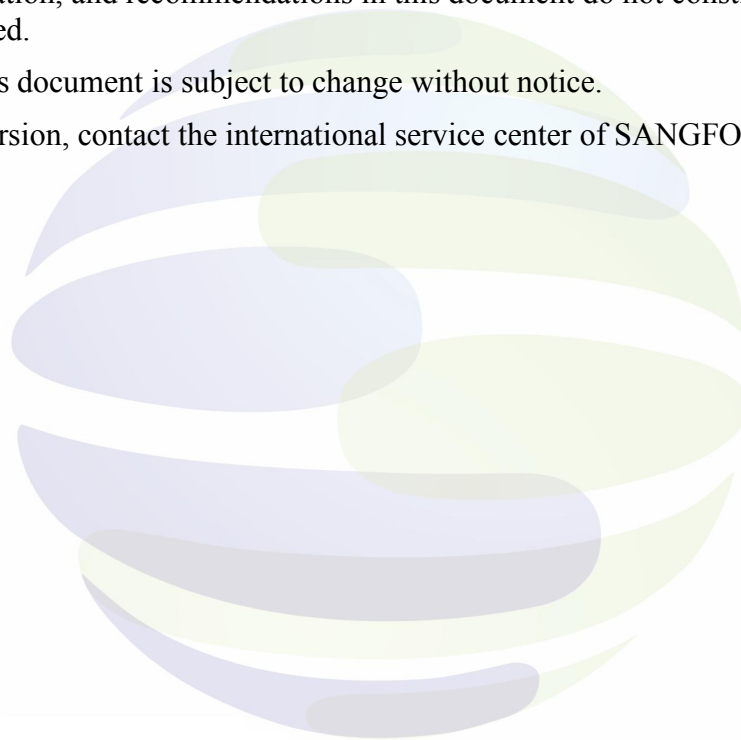 ation, and recommendations in this document do not const
ed.
s document is subject to change without notice.
rsion, contact the international service center of SANGFO